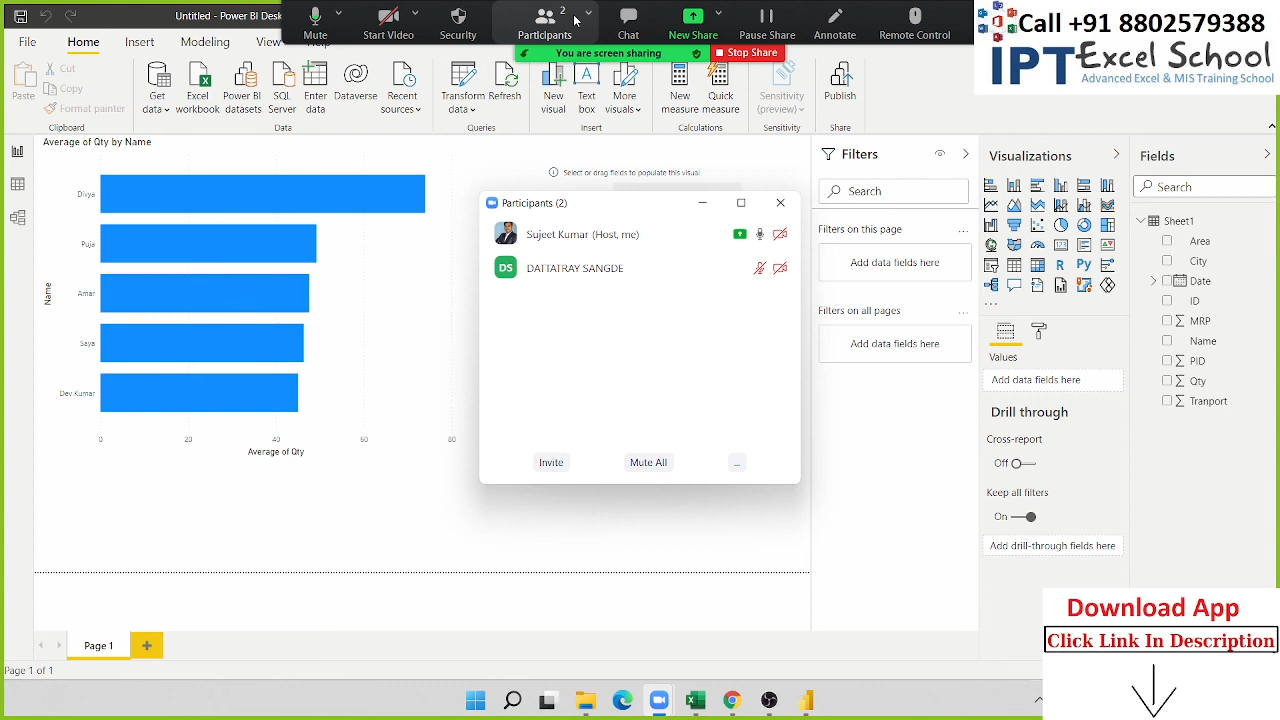 Untitled - Power BI Desk
Mute
Start Video
Security
2
Participants
Chat
New Share
Pause Share
Annotate
Remote Control
You are screen sharing
Stop Share
Call +91 8802579388
IPT Excel School
Advanced Excel & MIS Training School
File
Home
Insert
Modeling
View
Paste
Cut
Copy
Format painter
Clipboard
Get data
Excel workbook
Power BI datasets
SQL Server
Enter data
Dataverse
Recent sources
Data
Transform data
Refresh
Queries
New visual
Text box
More visuals
Insert
New measure
Quick measure
Calculations
Sensitivity (preview)
Sensitivity
Publish
Share
Average of Qty by Name
Divya
Puja
Amar
Saya
Dev Kumar
Name
0
20
40
60
80
Average of Qty
Select or drag fields to populate this visual
Participants (2)
Sujeet Kumar (Host, me)
DS
DATTATRAY SANGDE
Invite
Mute All
...
Filters
Search
Filters on this page
...
Add data fields here
Filters on all pages
...
Add data fields here
Visualizations
R
Py
...
Values
Add data fields here
Drill through
Cross-report
Off
Keep all filters
On
Add drill-through fields here
Fields
Search
Sheet1
Area
City
Date
ID
MRP
Name
PID
Qty
Tranport
Page 1
Page 1 of 1
Download App
Click Link In Description